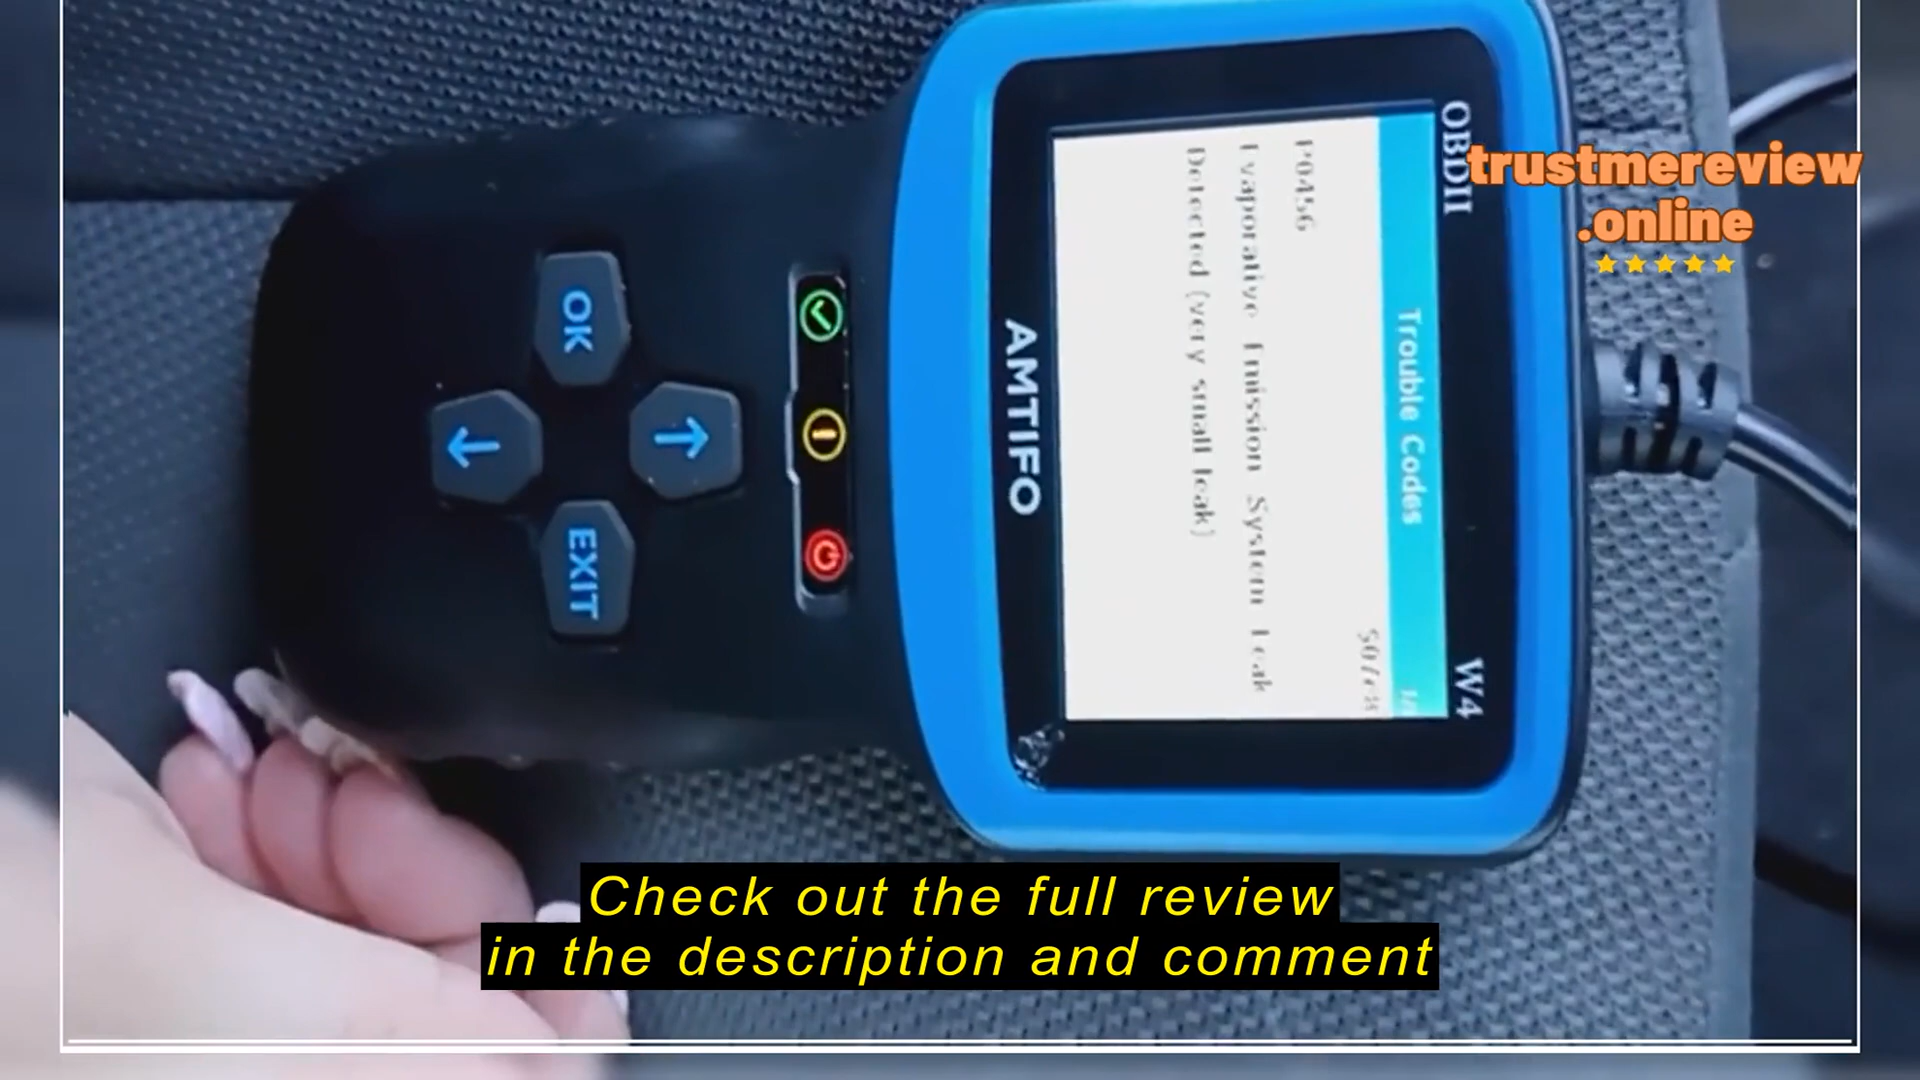 OBDII
W4
Trouble Codes
P0456
Evaporative Emission System Leak
Detected (very small leak)
AMTIFO
OK
EXIT
trustmereview
.online
Check out the full review
in the description and comment